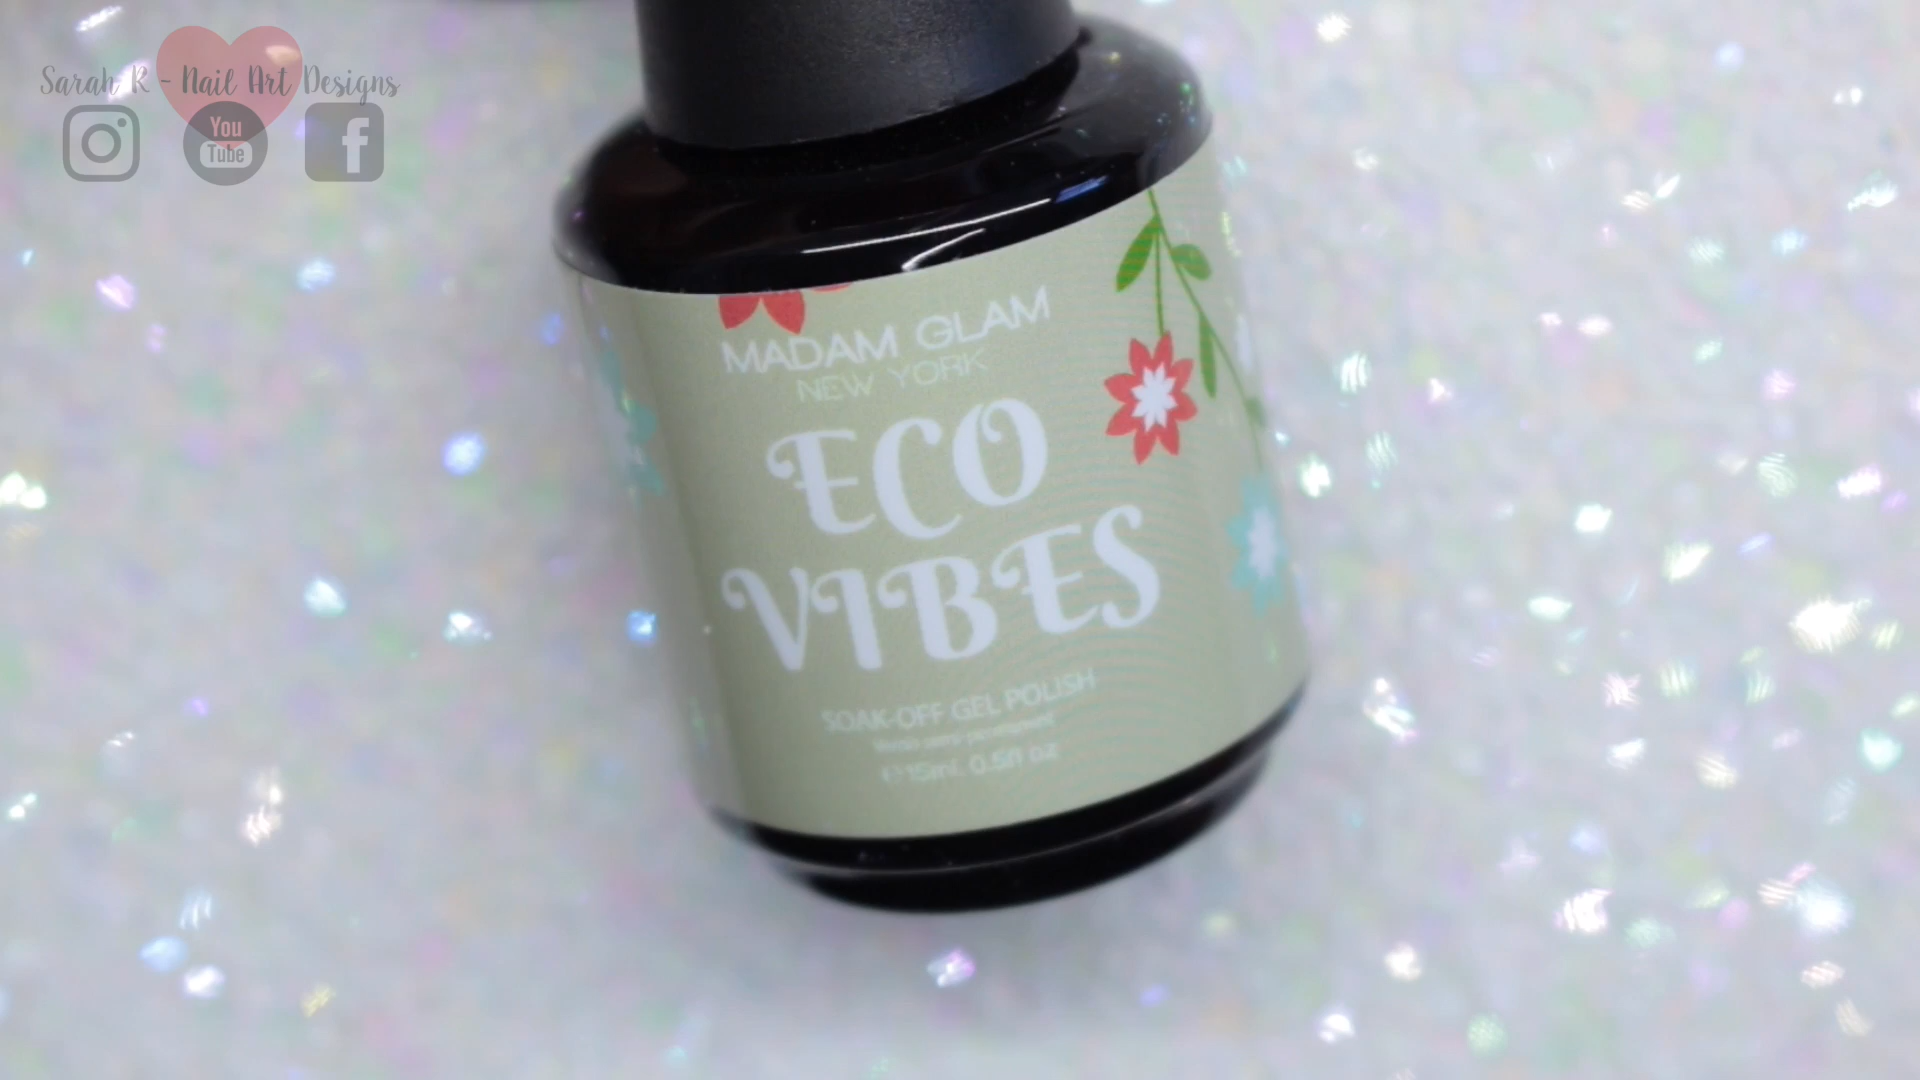 Sarah R - Nail Art Designs
You
Tube
f
MADAM GLAM
NEW YORK
ECO
VIBES
SOAK-OFF GEL POLISH
15ml. 0.5fl oz